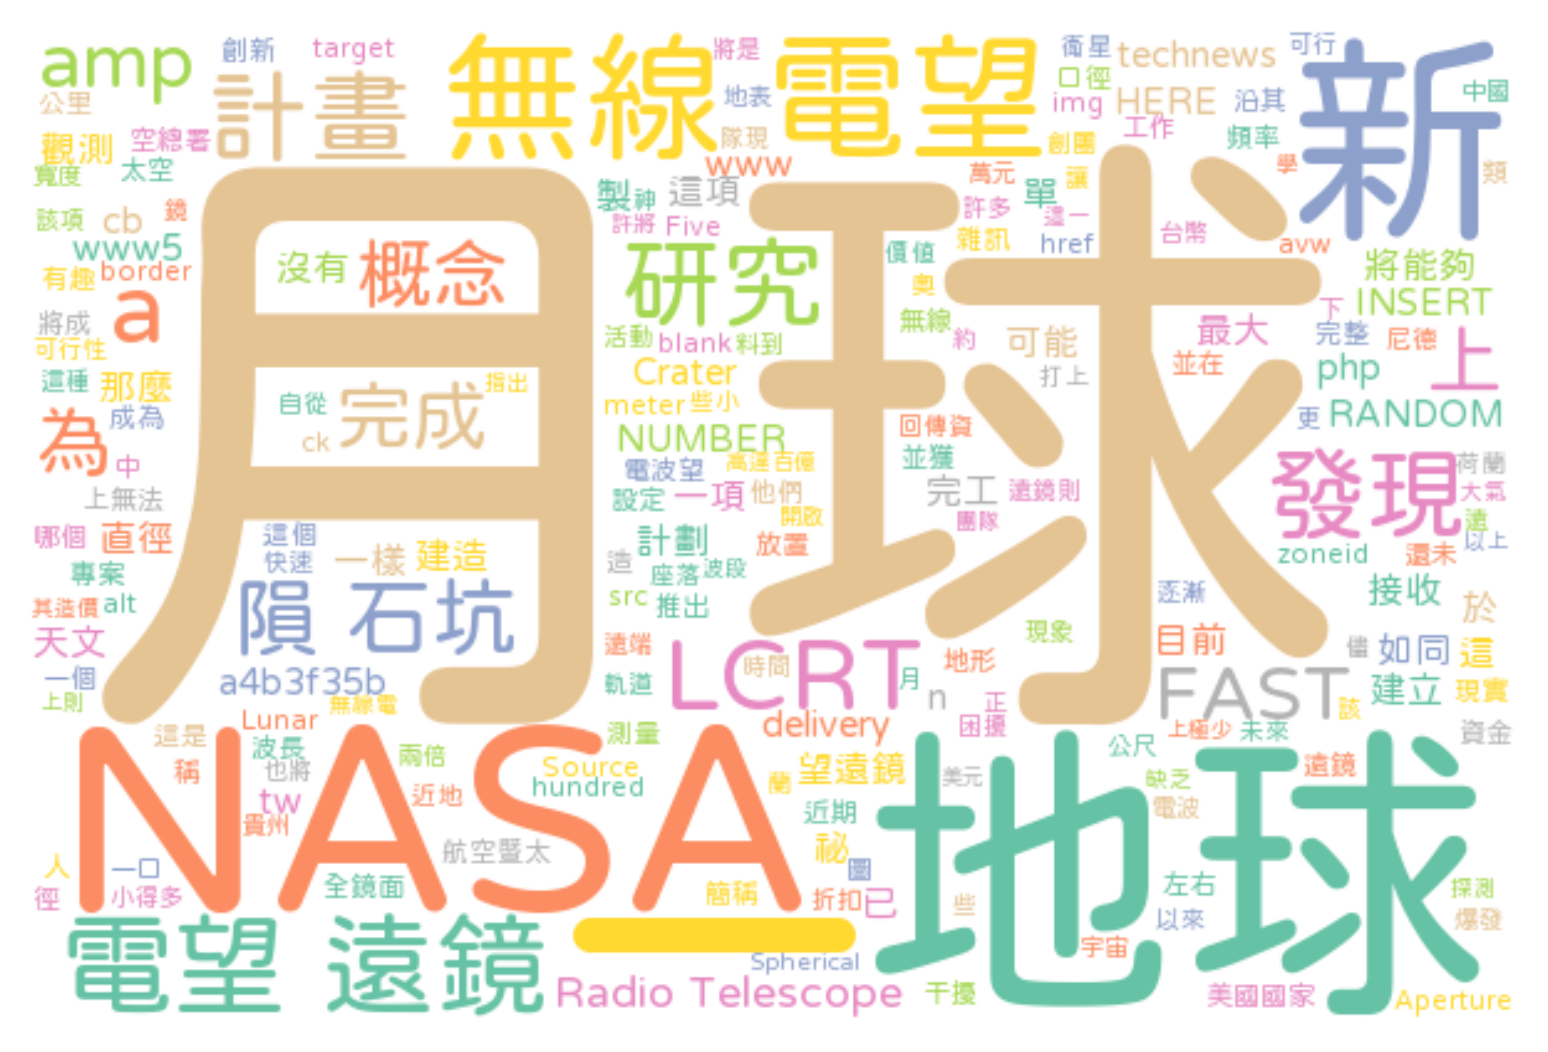 amp
創新
target
無線 電望
將是
衛星
technews
可行
新
計畫
口徑
中國
公里
地表
img
HERE
沿其
空總署
隊現
工作
頻率
觀測
創團
太空
www
學
寬度
萬元
讓
類
月球
製
神
這項
單
該項
cb
鏡
許將
Five
許多
這一
台幣
www5
雜訊
href
avw
概念
研究
價值
沒有
將能夠
有趣
border
奧
a
下
INSERT
將成
無線
最大
完整
可行性
活動
blank
料到
約
可能
尼德
上
這種
那麼
Crater
打上
並在
php
自從
完成
指出
成為
meter
些小
更
RANDOM
為
ck
NUMBER
回傳資
中
電波望
高達百億
並獲
發現
荷蘭
上無法
設定
一項
他們
完工
遠鏡則
大氣
開啟
團隊
遠
哪個
直徑
這個
計劃
放置
以上
快速
一樣
建造
造
座落
波段
zoneid
還未
專案
隕 石坑
src
推出
逐漸
接收
於
其造價
alt
天文
遠端
LCRT
時間
地形
現象
目前
儘
如同
這
一個
a4b3f35b
軌道
月
n
FAST
建立
現實
上則
無線電
正
該
Lunar
delivery
困擾
上極少
未來
資金
這是
波長
測量
公尺
NASA
地球
稱
也將
兩倍
Source
望遠鏡
美元
缺乏
遠鏡
tw
近地
hundred
蘭
近期
電波
貴州
航空暨太
祕
人
一口
圖
徑
小得多
全鏡面
簡稱
折扣
已
些
左右
探測
以來
爆發
電望 遠鏡
宇宙
Spherical
Radio Telescope
干擾
美國國家
Aperture